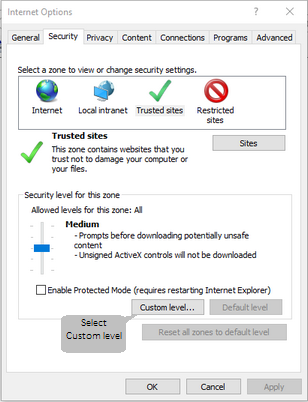 Internet Options
?
General Security Privacy Content Connections Programs Advanced
Select a zone to view or change security settings.
Internet Local intranet Trusted sites Restricted
sites
Trusted sites
Sites
This zone contains websites that you
trust not to damage your computer or
your files.
Security level for this zone
Allowed levels for this zone: All
Medium
- Prompts before downloading potentially unsafe
content
- Unsigned ActiveX controls will not be downloaded
Enable Protected Mode (requires restarting Internet Explorer)
Custom level... Default level
Select
Custom level
Reset all zones to default level
OK Cancel Apply